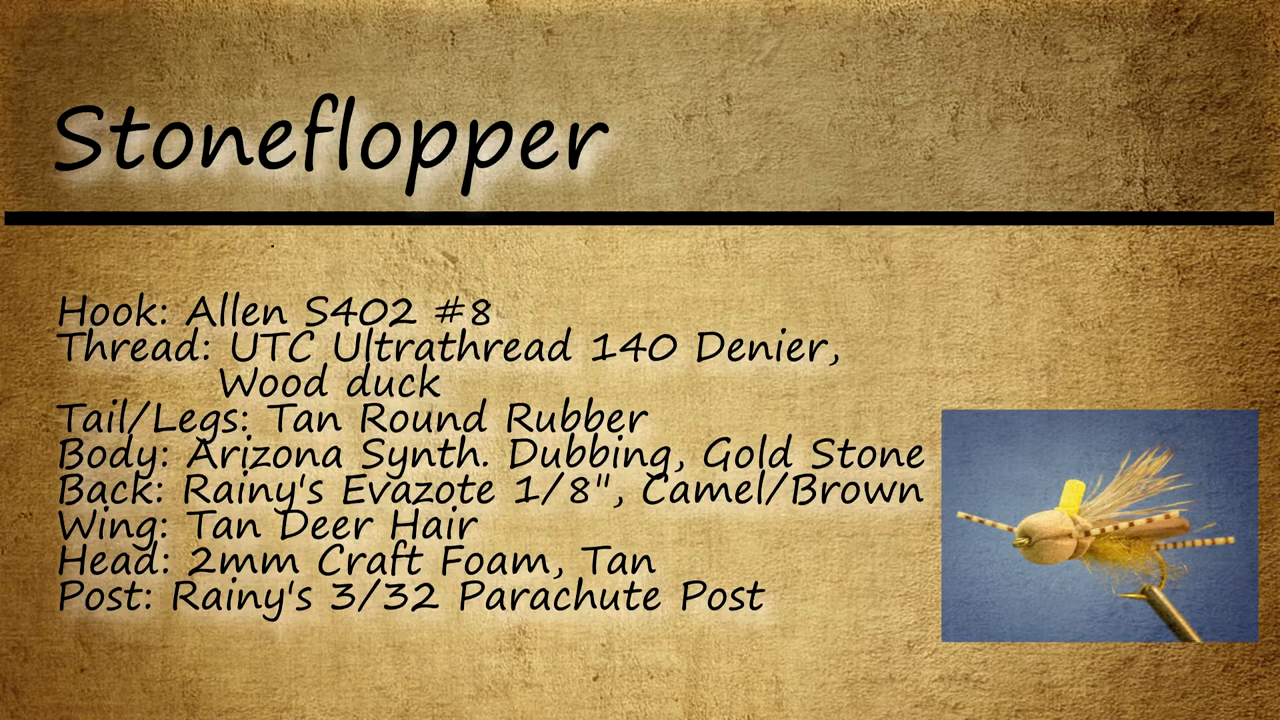 Stoneflopper
Hook: Allen S402 #8
Thread: UTC Ultrathread 140 Denier,
Wood duck
Tail/Legs: Tan Round Rubber
Body: Arizona Synth. Dubbing, Gold Stone
Back: Rainy's Evazote 1/8", Camel/Brown
Wing: Tan Deer Hair
Head: 2mm Craft Foam, Tan
Post: Rainy's 3/32 Parachute Post